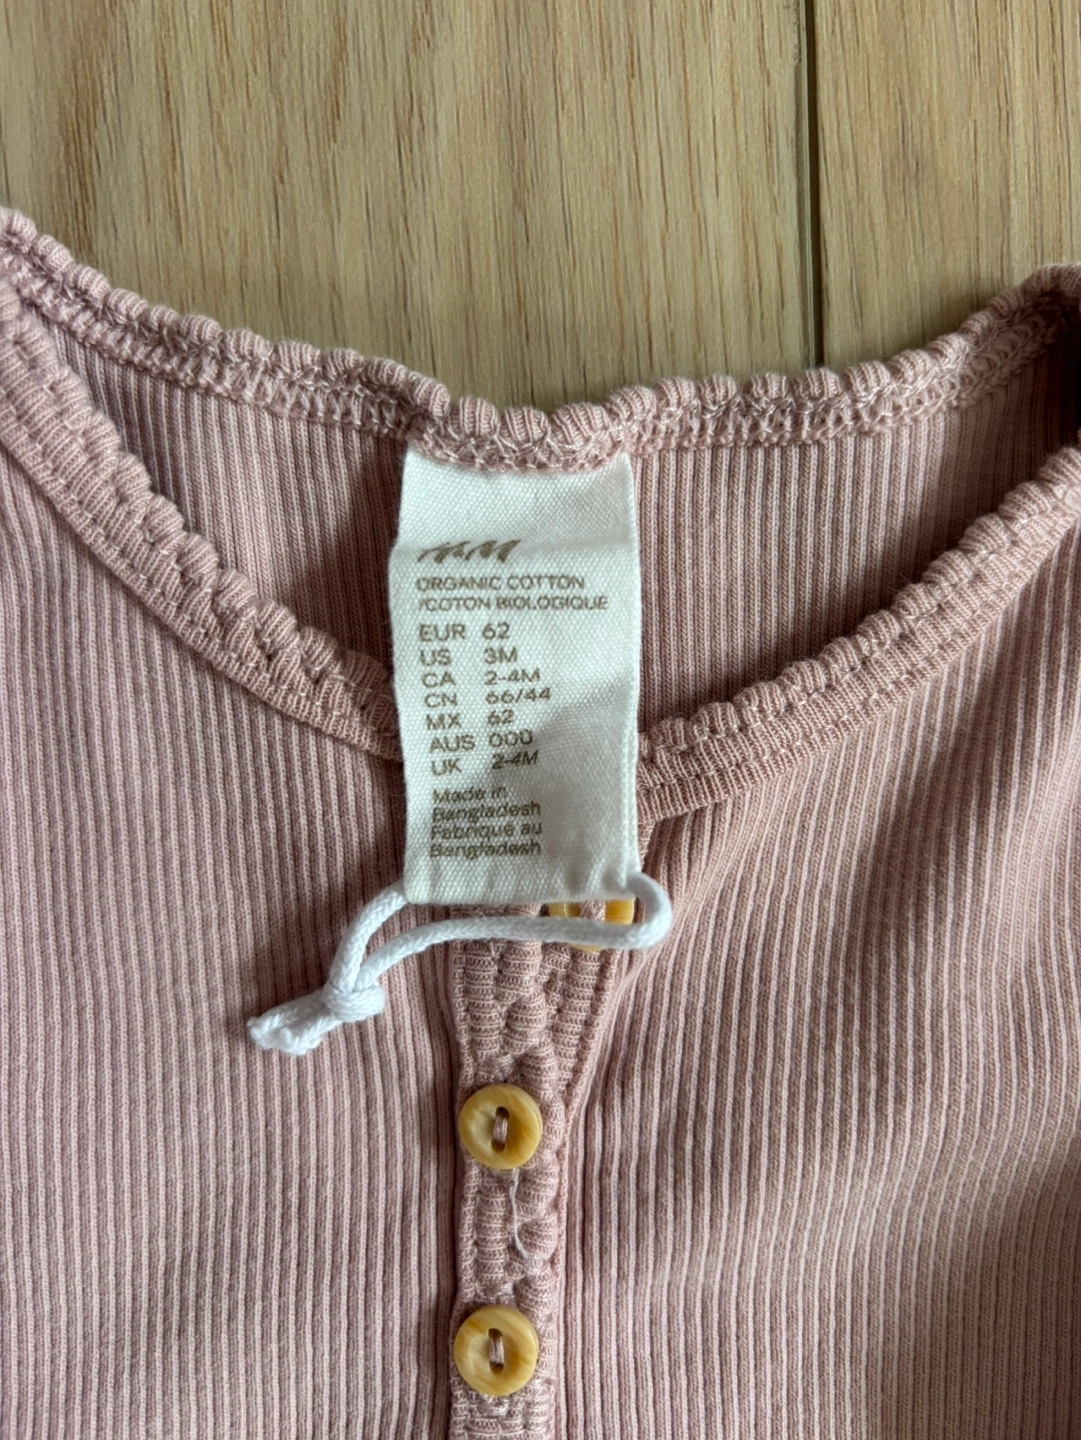 H&M
ORGANIC COTTON
/COTON BIOLOGIQUE
EUR 62
US 3M
CA 2-4M
CN 66/44
MX 62
AUS 000
UK 2-4M
Made in
Bangladesh
Fabriqué au
Bangladesh